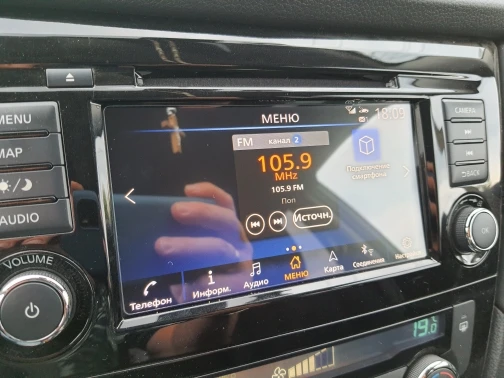 MENU
MAP
AUDIO
VOLUME
МЕНЮ
18:09
FM канал 2
105.9
MHz
105.9 FM
Поп
Источн.
Подключение
смартфона
Телефон
Информ.
Аудио
МЕНЮ
Карта
Соединения
CAMERA
BACK
OK
19.0